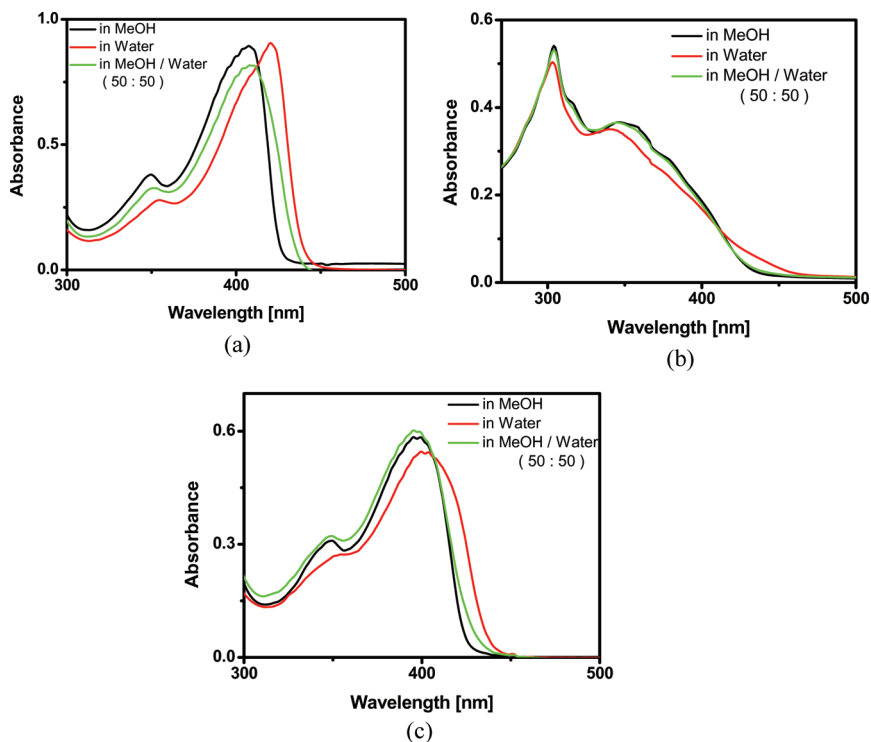 1.0
0.5
0.0
Absorbance
in MeOH
in Water
in MeOH / Water
( 50 : 50 )
300
400
500
Wavelength [nm]
(a)
0.6
0.4
0.2
0.0
Absorbance
in MeOH
in Water
in MeOH / Water
( 50 : 50 )
300
400
500
Wavelength [nm]
(b)
0.6
0.3
0.0
Absorbance
in MeOH
in Water
in MeOH / Water
( 50 : 50 )
300
400
500
Wavelength [nm]
(c)